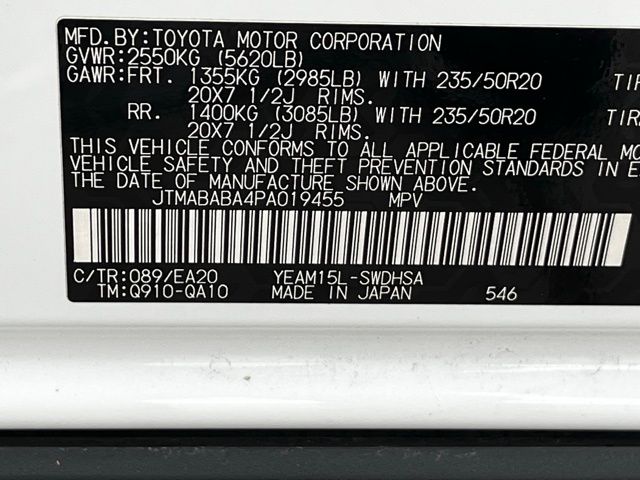 MFD.BY:TOYOTA MOTOR CORPORATION
GVWR:2550KG (5620LB)
GAWR:FRT. 1355KG (2985LB) WITH 235/50R20 TIR
20X7 1/2J RIMS.
RR. 1400KG (3085LB) WITH 235/50R20 TIR
20X7 1/2J RIMS.
THIS VEHICLE CONFORMS TO ALL APPLICABLE FEDERAL MO
VEHICLE SAFETY AND THEFT PREVENTION STANDARDS IN E
THE DATE OF MANUFACTURE SHOWN ABOVE.
JTMABABA4PA019455 MPV
C/TR:089/EA20 YEAM15L-SWDHSA
TM:Q910-QA10 MADE IN JAPAN 546